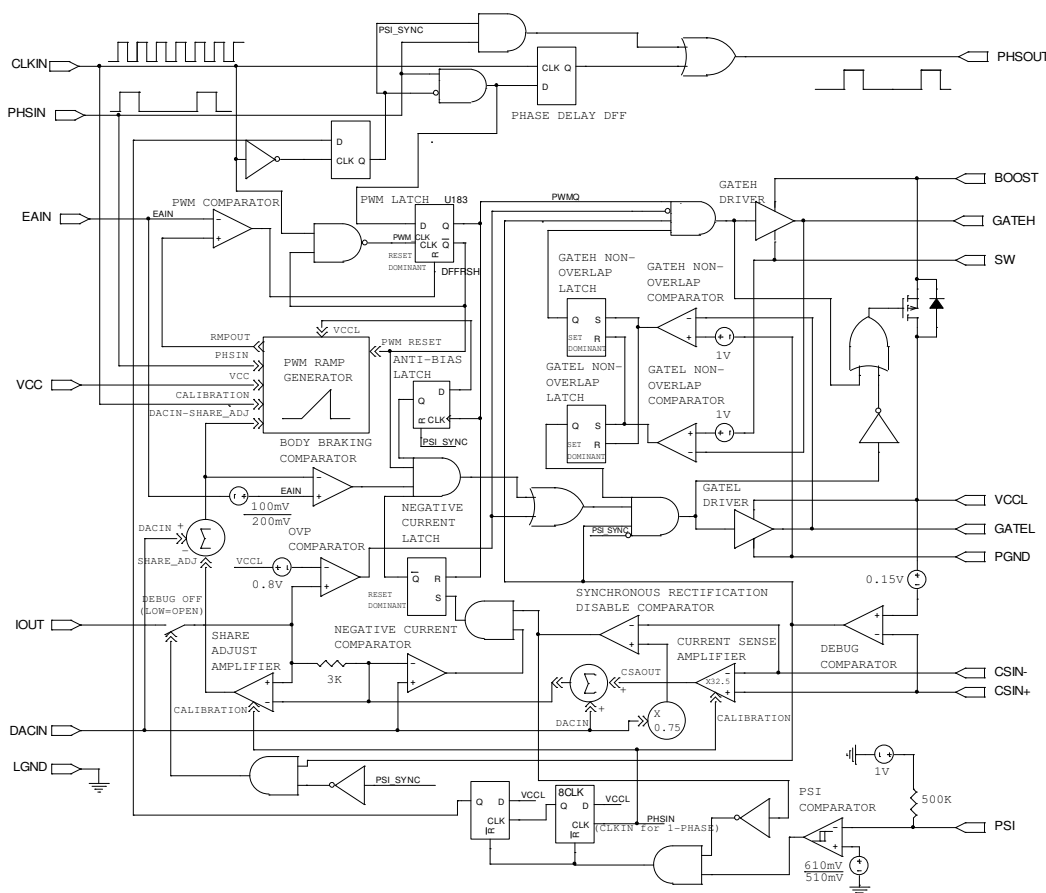 PSI_SYNC
CLKIN
CLK Q
D
PHSOUT
PHASE DELAY DFF
PHSIN
D
CLK Q
PWM COMPARATOR
PWM LATCH
U183
PWMQ
GATEH
DRIVER
BOOST
EAIN
EAIN
D Q
PWM CLK
CLK Q
R
RESET
DOMINANT
DFFRSH
GATEH
SW
GATEH NON-
OVERLAP
LATCH
GATEH NON-
OVERLAP
COMPARATOR
Q S
R
SET
DOMINANT
1V
VCCL
RMPOUT
PHSIN
VCC
CALIBRATION
DACIN-SHARE_ADJ
PWM RAMP
GENERATOR
PWM RESET
ANTI-BIAS
LATCH
Q D
R CLK
PSI_SYNC
VCC
GATEL NON-
OVERLAP
LATCH
GATEL NON-
OVERLAP
COMPARATOR
1V
Q S
SET
DOMINANT
R
BODY BRAKING
COMPARATOR
EAIN
100mV
200mV
NEGATIVE
CURRENT
LATCH
GATEL
DRIVER
PSI_SYNC
VCCL
GATEL
PGND
DACIN
SHARE_ADJ
OVP
COMPARATOR
VCCL
0.8V
Q R
S
RESET
DOMINANT
0.15V
DEBUG OFF
(LOW=OPEN)
IOUT
SHARE
ADJUST
AMPLIFIER
3K
NEGATIVE CURRENT
COMPARATOR
SYNCHRONOUS RECTIFICATION
DISABLE COMPARATOR
CURRENT SENSE
AMPLIFIER
X32.5
DEBUG
COMPARATOR
CSIN-
CSIN+
CSAOUT
CALIBRATION
DACIN
X
0.75
CALIBRATION
DACIN
LGND
PSI_SYNC
1V
500K
Q D
CLK
R
VCCL
8CLK
Q D
CLK
R
VCCL
PHSIN
(CLKIN for 1-PHASE)
PSI
COMPARATOR
PSI
610mV
510mV